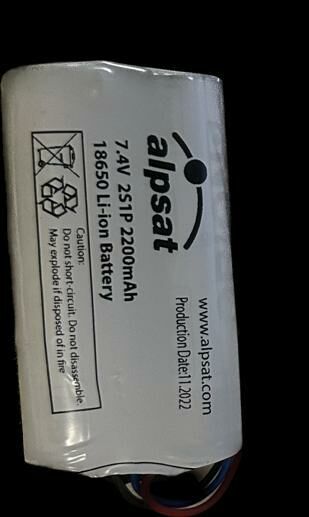 alpsat
www.alpsat.com
Production Date:11.2022
7.4V 2S1P 2200mAh
18650 Li-ion Battery
Caution:
Do not short-circuit. Do not disassemble.
May explode if disposed of in fire